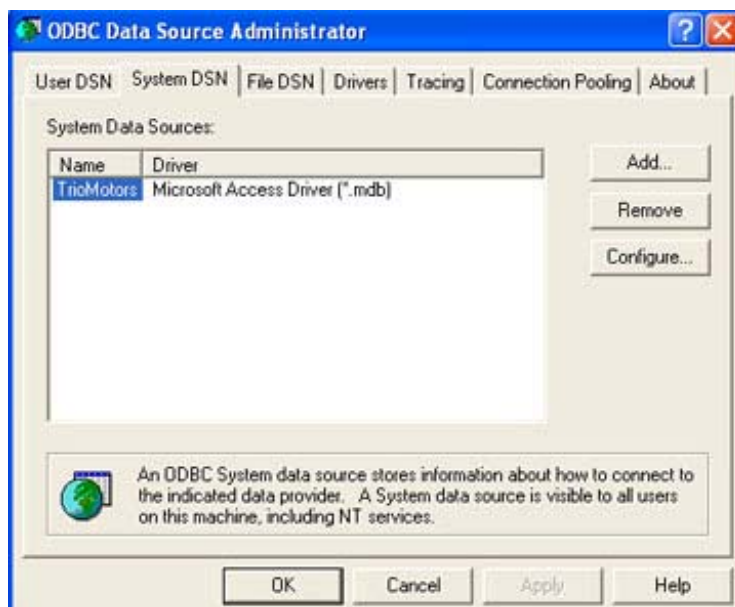 ODBC Data Source Administrator
User DSN System DSN File DSN Drivers Tracing Connection Pooling About
System Data Sources:
Name Driver
TrioMotors Microsoft Access Driver (*.mdb)
Add...
Remove
Configure...
An ODBC System data source stores information about how to connect to
the indicated data provider. A System data source is visible to all users
on this machine, including NT services.
OK Cancel Apply Help